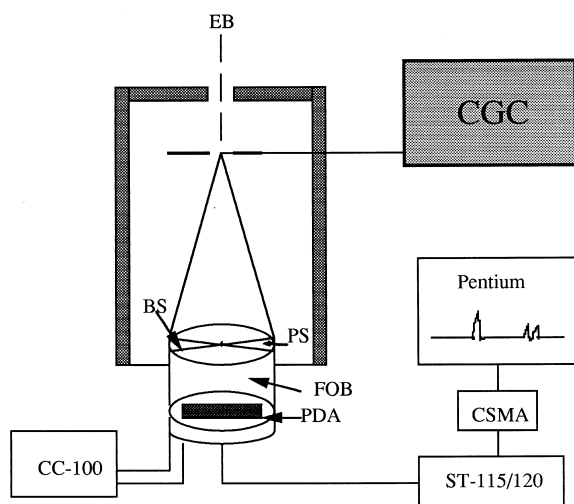 EB
CGC
Pentium
BS
PS
FOB
PDA
CSMA
CC-100
ST-115/120